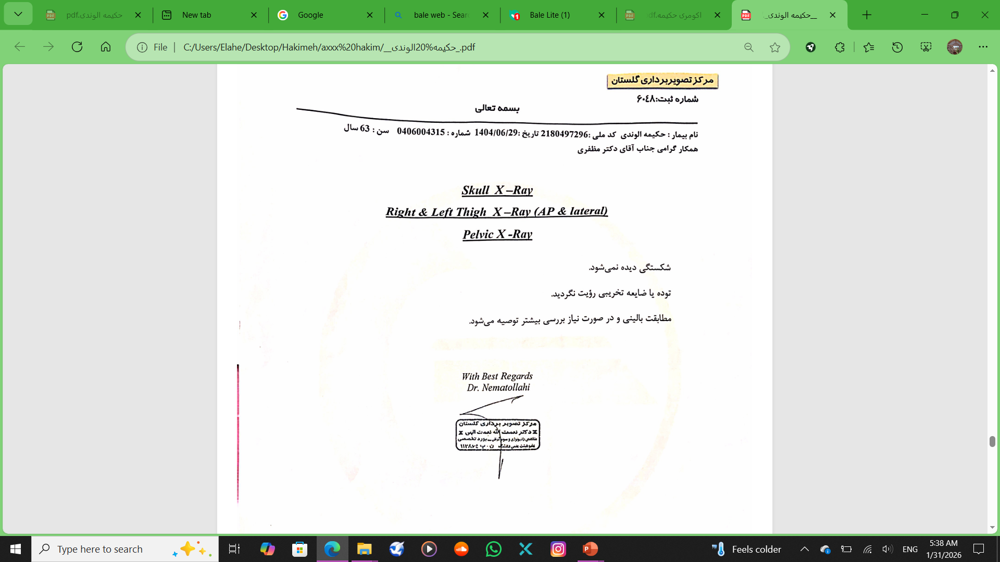 حکیمه الوندی.pdf
New tab
Google
bale web - Sear
Bale Lite (1)
اکومری حکیمه.pdf
__حکیمه الوندی_.
File
C:/Users/Elahe/Desktop/Hakimeh/axxx%20hakim/__حکیمه%20الوندی_.pdf
مرکز تصویربرداری گلستان
شماره ثبت:۶۰۴۸
بسمه تعالی
نام بیمار : حکیمه الوندی کد ملی :2180497296 تاریخ :1404/06/29 شماره : 0406004315 سن : 63 سال
همکار گرامی جناب آقای دکتر مظفری
Skull X –Ray
Right & Left Thigh X –Ray (AP & lateral)
Pelvic X -Ray
شکستگی دیده نمی‌شود.
توده یا ضایعه تخریبی رؤیت نگردید.
مطابقت بالینی و در صورت نیاز بررسی بیشتر توصیه می‌شود.
With Best Regards
Dr. Nematollahi
مرکز تصویر برداری گلستان
دکتر نعمت الله نعمت الهی
متخصص رادیولوژی و سونوگرافی - بورد تخصصی
عضو هیئت علمی دانشگاه ن . پ ۱۱۳۸۶٤
Type here to search
Feels colder
ENG
5:38 AM
1/31/2026